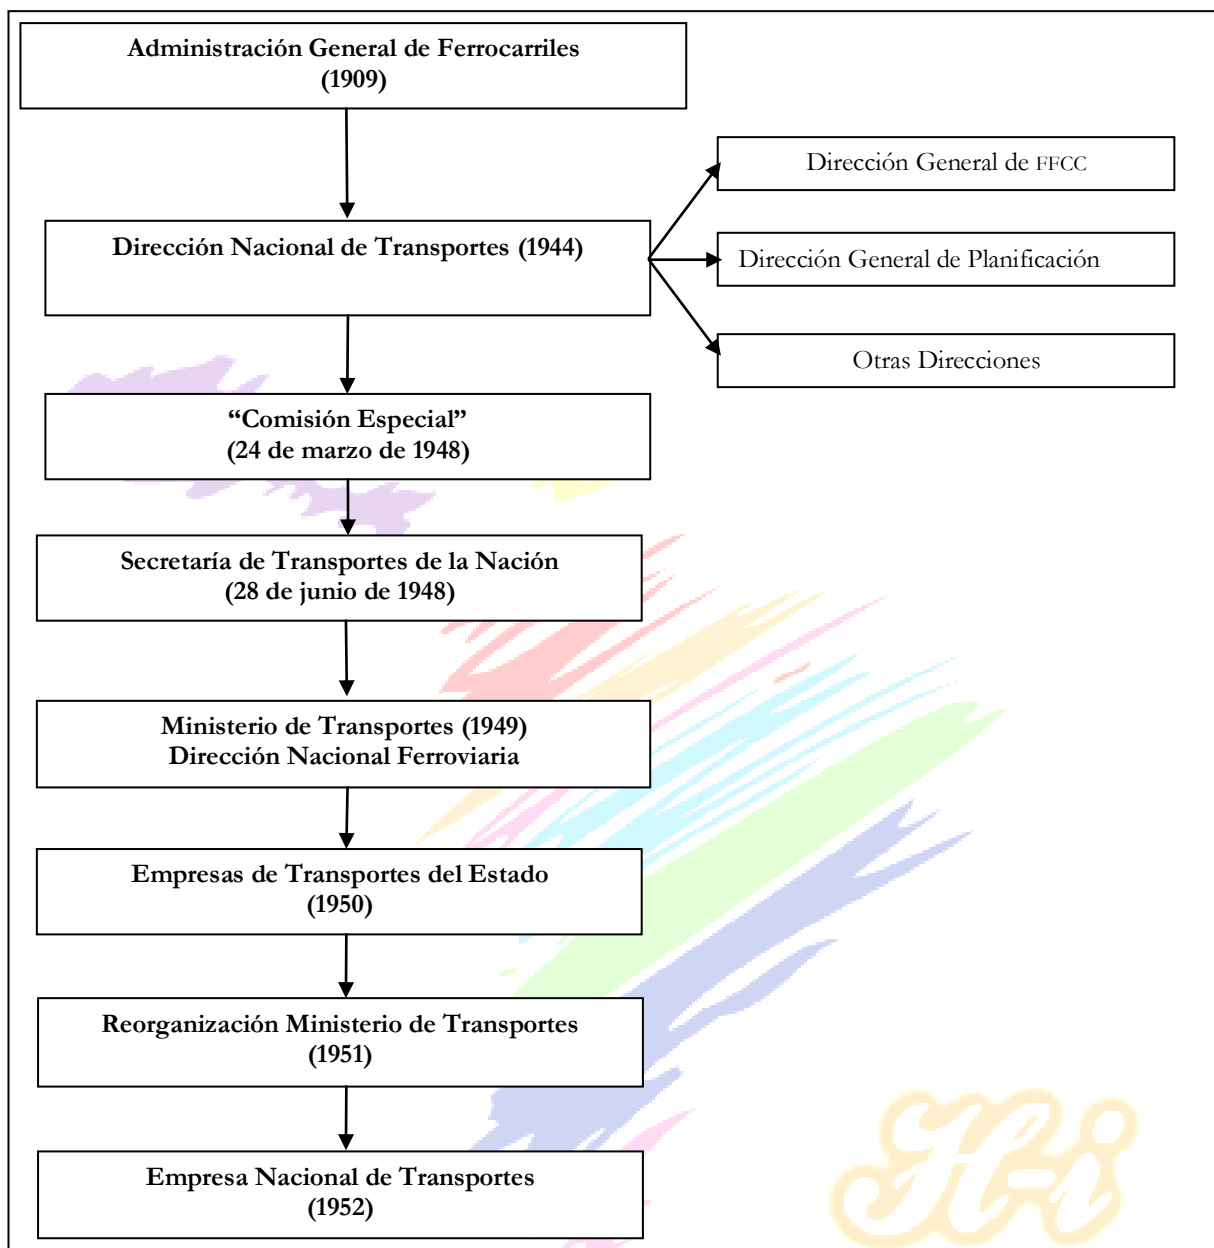 Administración General de Ferrocarriles
(1909)
Dirección General de FFCC
Dirección Nacional de Transportes (1944)
Dirección General de Planificación
Otras Direcciones
“Comisión Especial”
(24 de marzo de 1948)
Secretaría de Transportes de la Nación
(28 de junio de 1948)
Ministerio de Transportes (1949)
Dirección Nacional Ferroviaria
Empresas de Transportes del Estado
(1950)
Reorganización Ministerio de Transportes
(1951)
Empresa Nacional de Transportes
(1952)
H-i